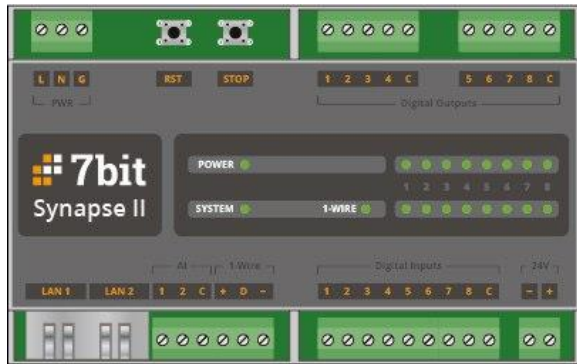 L N G RST STOP 1 2 3 4 C 5 6 7 8 C
PWR Digital Outputs
7bit
Synapse II
POWER
1 2 3 4 5 6 7 8
SYSTEM 1-WIRE
AI 1-Wire Digital Inputs 24V
LAN 1 LAN 2 1 2 C + D - 1 2 3 4 5 6 7 8 C - +